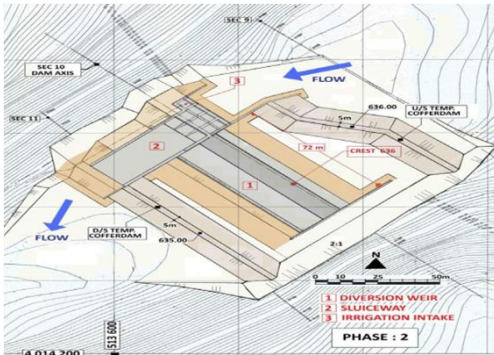 SEC 9
SEC 10
DAM AXIS
3
FLOW
636.00
U/S TEMP.
COFFERDAM
5m
SEC 11
2
72 m
CREST 636
1
FLOW
D/S TEMP.
COFFERDAM
5m
635.00
2:1
N
0 10 25 50m
1 DIVERSION WEIR
2 SLUICEWAY
3 IRRIGATION INTAKE
PHASE : 2
513 600
4 014 200